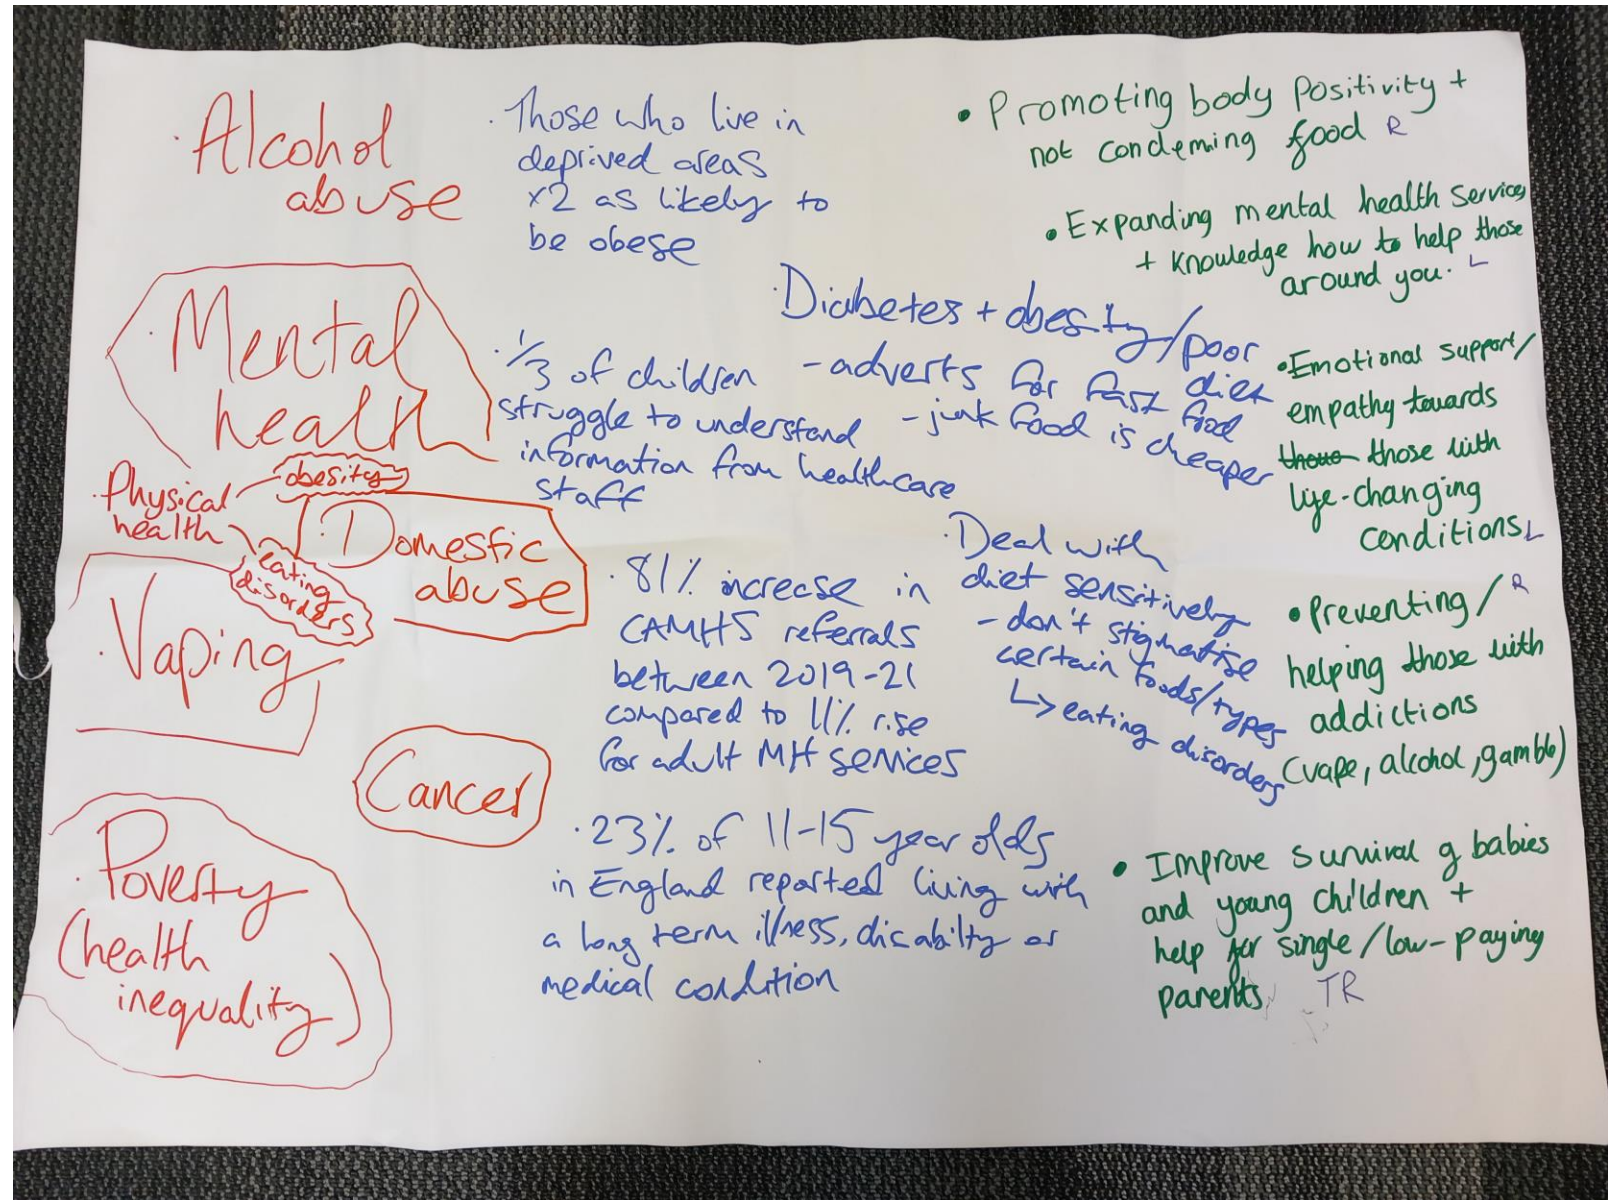 · Alcohol
abuse
· Mental
health
· Physical
health
obesity
eating
disorders
Domestic
abuse
· Vaping
Cancer
· Poverty
(health
inequality)
· Those who live in
deprived areas
x2 as likely to
be obese
· 1/3 of children
struggle to understand
information from healthcare
staff
· Diabetes + obesity/poor
diet
- adverts for fast food
- junk food is cheaper
· 81% increase in
CAMHS referrals
between 2019-21
compared to 11% rise
for adult MH services
· Deal with
diet sensitively
- don't stigmatise
certain foods/types
↳ eating disorders
· 23% of 11-15 year olds
in England reported living with
a long term illness, disabilty or
medical condition
• Promoting body positivity +
not condeming food R
• Expanding mental health services
+ knowledge how to help those
around you. L
• Emotional support/
empathy towards
those with
life-changing
conditions L
• Preventing/ R
helping those with
addictions
(vape, alcohol, gamble)
• Improve survival of babies
and young children +
help for single/low-paying
parents TR